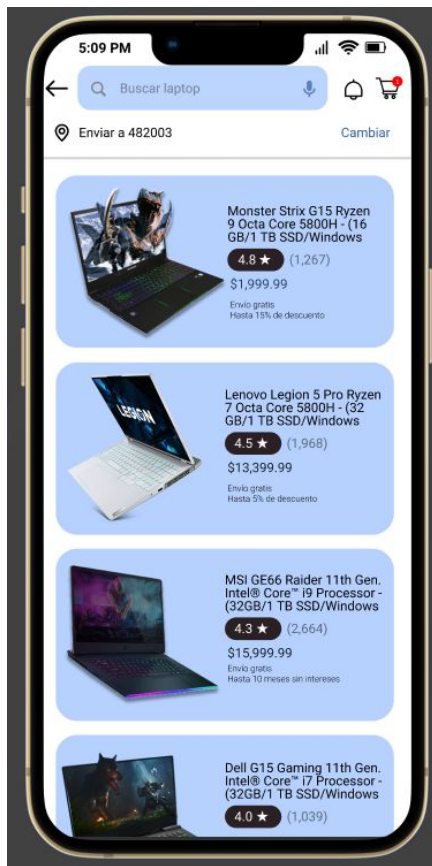 5:09 PM
Buscar laptop
1
Enviar a 482003
Cambiar
Monster Strix G15 Ryzen
9 Octa Core 5800H - (16
GB/1 TB SSD/Windows
4.8 ★ (1,267)
$1,999.99
Envío gratis
Hasta 15% de descuento
LEGION
Lenovo Legion 5 Pro Ryzen
7 Octa Core 5800H - (32
GB/1 TB SSD/Windows
4.5 ★ (1,968)
$13,399.99
Envío gratis
Hasta 5% de descuento
MSI GE66 Raider 11th Gen.
Intel® Core™ i9 Processor -
(32GB/1 TB SSD/Windows
4.3 ★ (2,664)
$15,999.99
Envío gratis
Hasta 10 meses sin intereses
Dell G15 Gaming 11th Gen.
Intel® Core™ i7 Processor -
(32GB/1 TB SSD/Windows
4.0 ★ (1,039)